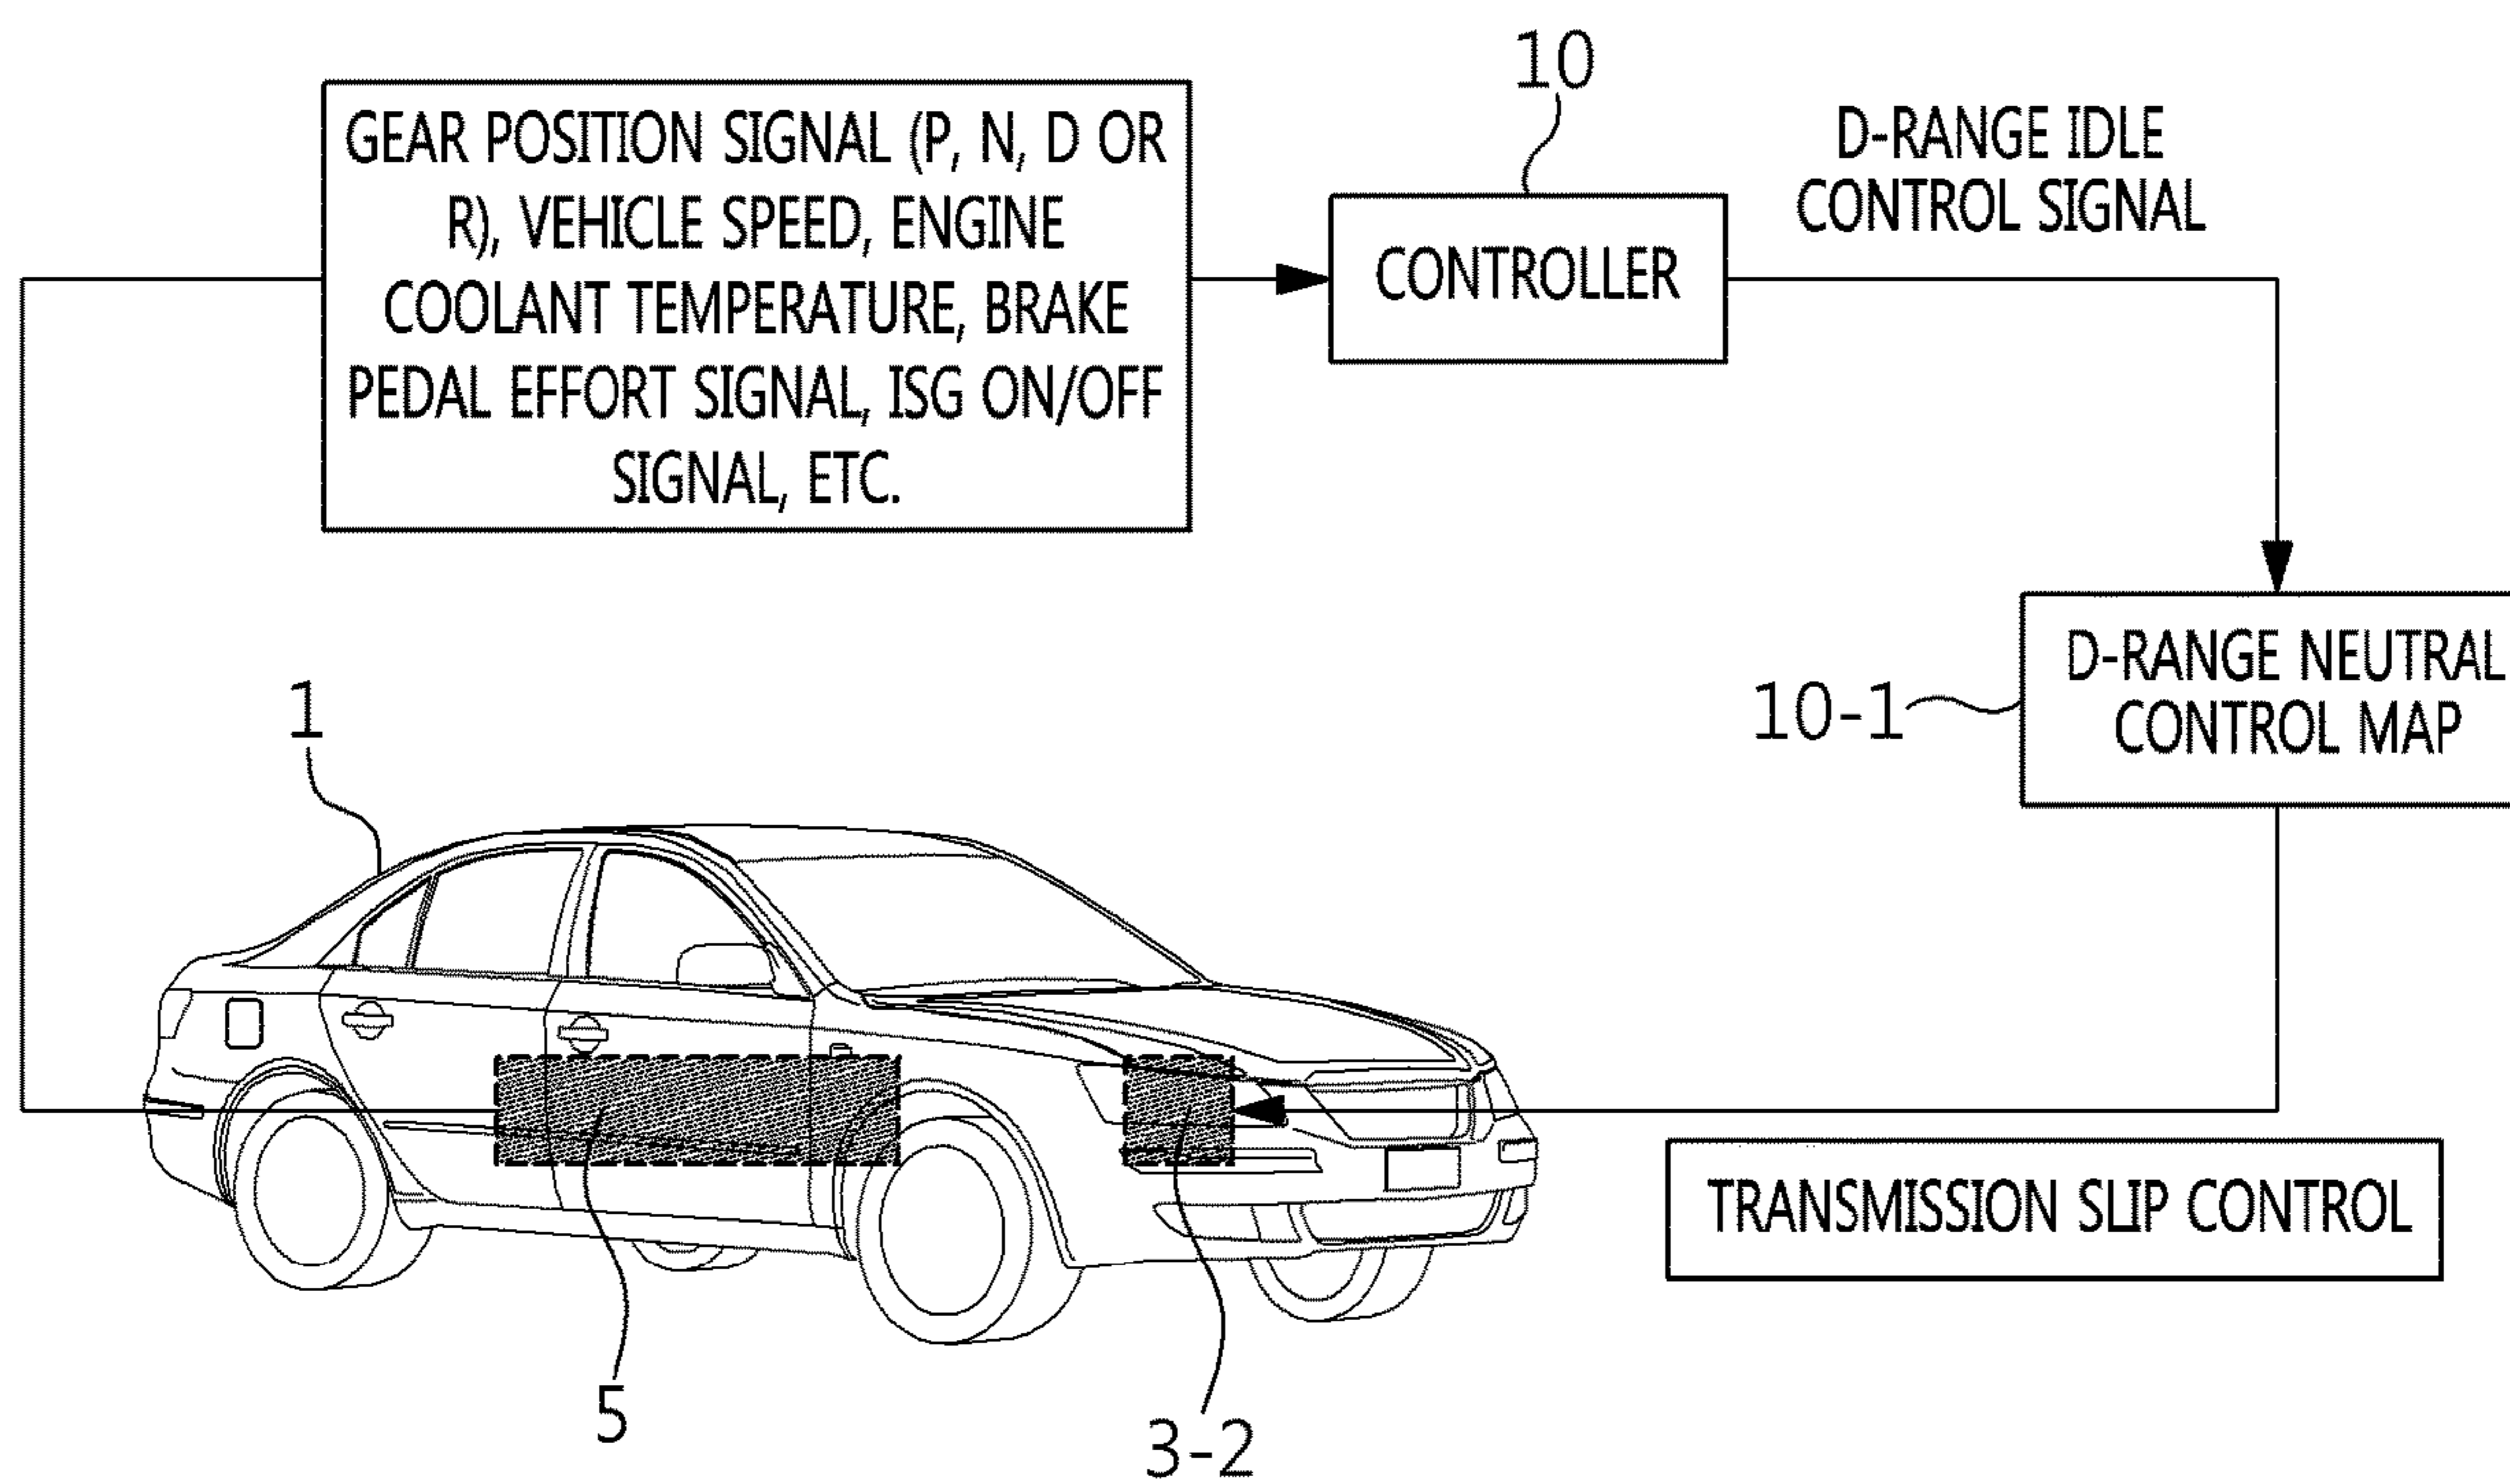 10
GEAR POSITION SIGNAL (P, N, D OR
R), VEHICLE SPEED, ENGINE
COOLANT TEMPERATURE, BRAKE
PEDAL EFFORT SIGNAL, ISG ON/OFF
SIGNAL, ETC.
CONTROLLER
D-RANGE IDLE
CONTROL SIGNAL
D-RANGE NEUTRAL
CONTROL MAP
10-1
1
TRANSMISSION SLIP CONTROL
5
3-2